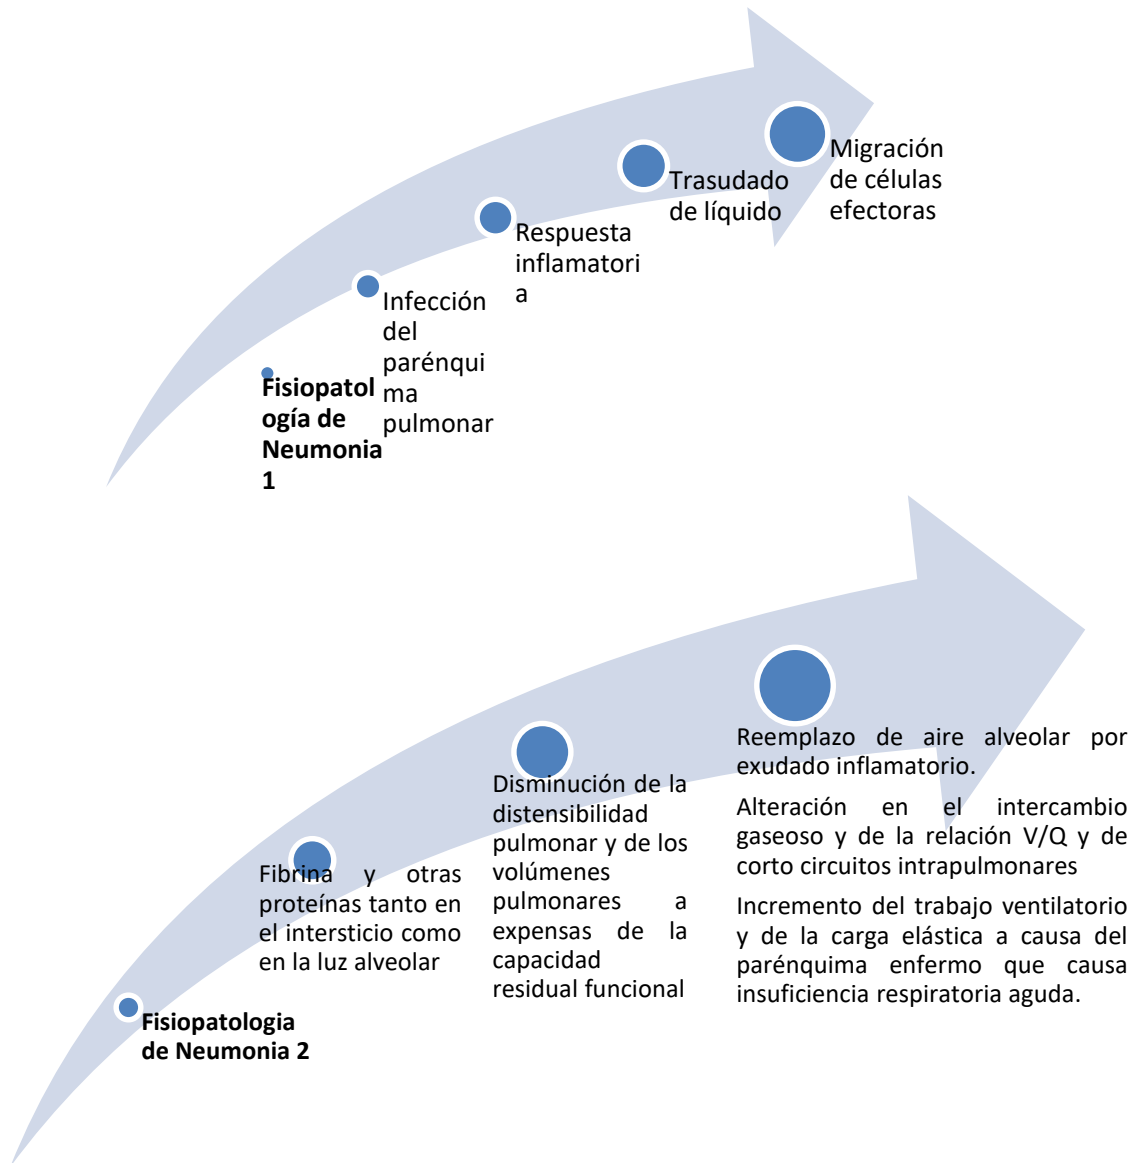 Fisiopatol
ogía de
Neumonia
1
Infección
del
parénqui
ma
pulmonar
Respuesta
inflamatori
a
Trasudado
de líquido
Migración
de células
efectoras
Fisiopatologia
de Neumonia 2
Fibrina y otras
proteínas tanto en
el intersticio como
en la luz alveolar
Disminución de la
distensibilidad
pulmonar y de los
volúmenes
pulmonares a
expensas de la
capacidad
residual funcional
Reemplazo de aire alveolar por
exudado inflamatorio.
Alteración en el intercambio
gaseoso y de la relación V/Q y de
corto circuitos intrapulmonares
Incremento del trabajo ventilatorio
y de la carga elástica a causa del
parénquima enfermo que causa
insuficiencia respiratoria aguda.